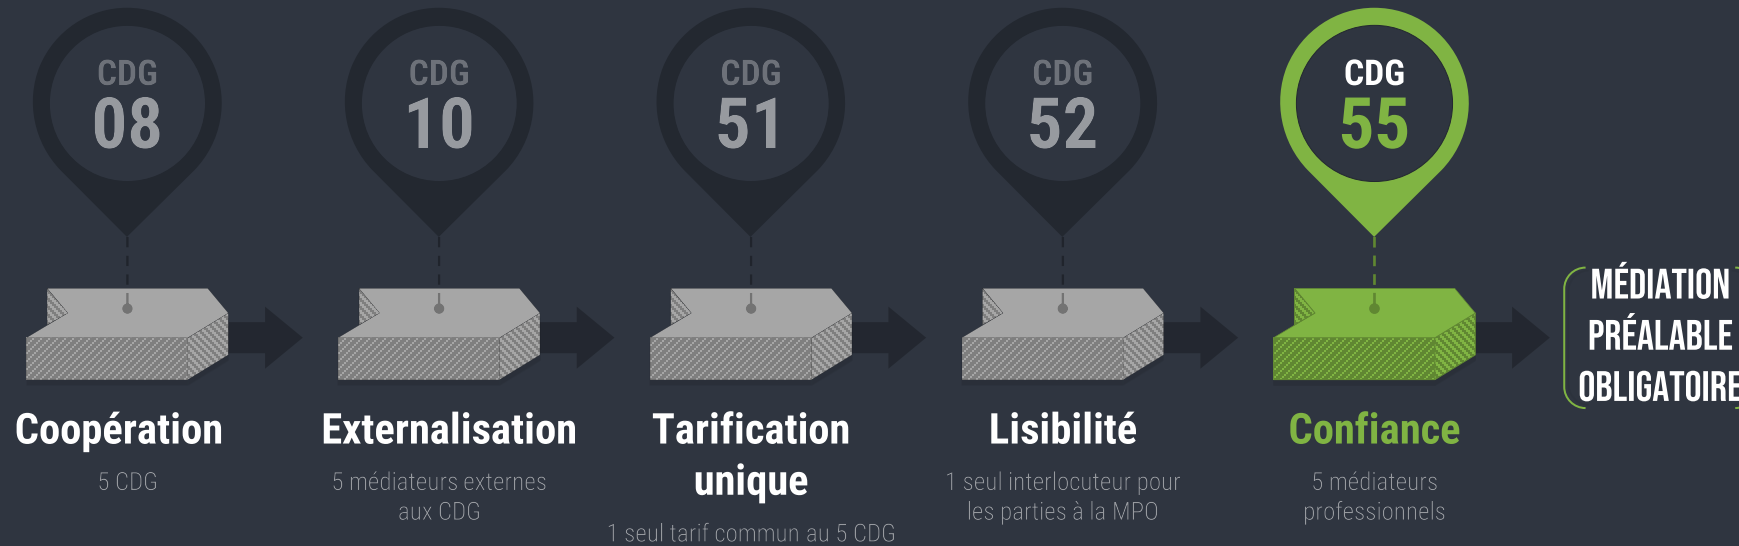 CDG
08
CDG
10
CDG
51
CDG
52
CDG
55
MÉDIATION
PRÉALABLE
OBLIGATOIRE
Coopération
5 CDG
Externalisation
5 médiateurs externes
aux CDG
Tarification
unique
1 seul tarif commun au 5 CDG
Lisibilité
1 seul interlocuteur pour
les parties à la MPO
Confiance
5 médiateurs
professionnels